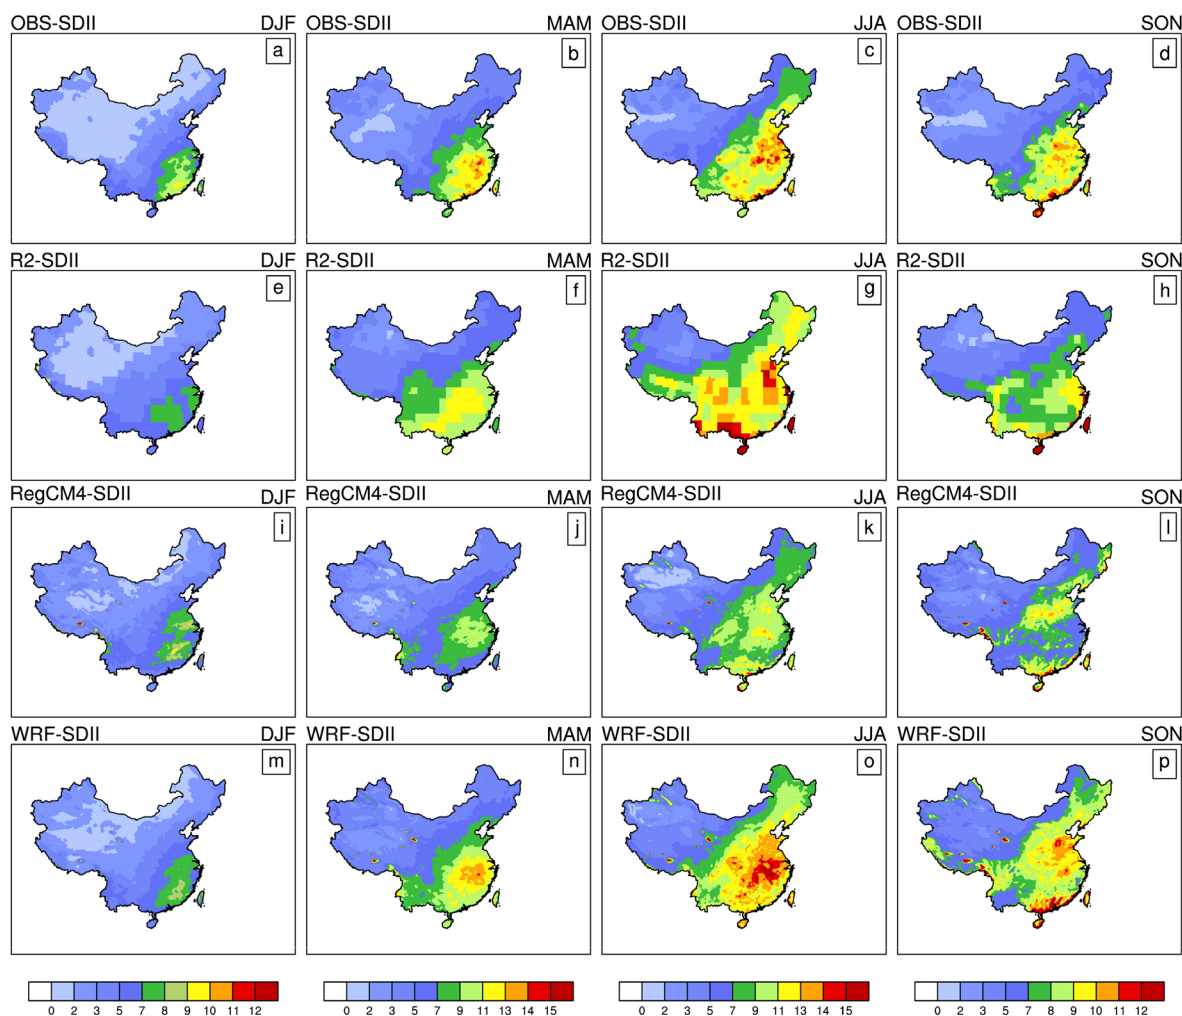 OBS-SDII DJF OBS-SDII MAM OBS-SDII JJA OBS-SDII SON
a b c d
R2-SDII DJF R2-SDII MAM R2-SDII JJA R2-SDII SON
e f g h
RegCM4-SDII DJF RegCM4-SDII MAM RegCM4-SDII JJA RegCM4-SDII SON
i j k l
WRF-SDII DJF WRF-SDII MAM WRF-SDII JJA WRF-SDII SON
m n o p
0 2 3 5 7 8 9 10 11 12 0 2 3 5 7 9 11 13 14 15 0 2 3 5 7 9 11 13 14 15 0 2 3 5 7 8 9 10 11 12